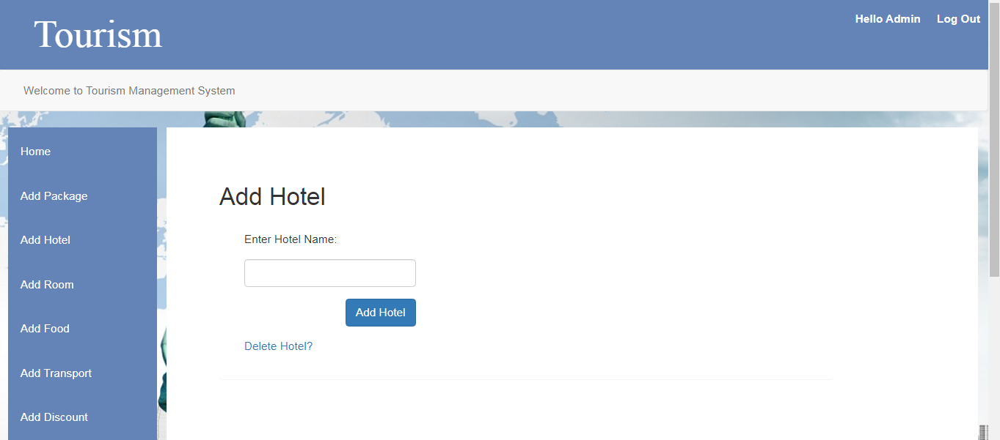 Tourism
Hello Admin Log Out
Welcome to Tourism Management System
Home
Add Package
Add Hotel
Add Room
Add Food
Add Transport
Add Discount
Add Hotel
Enter Hotel Name:
Add Hotel
Delete Hotel?